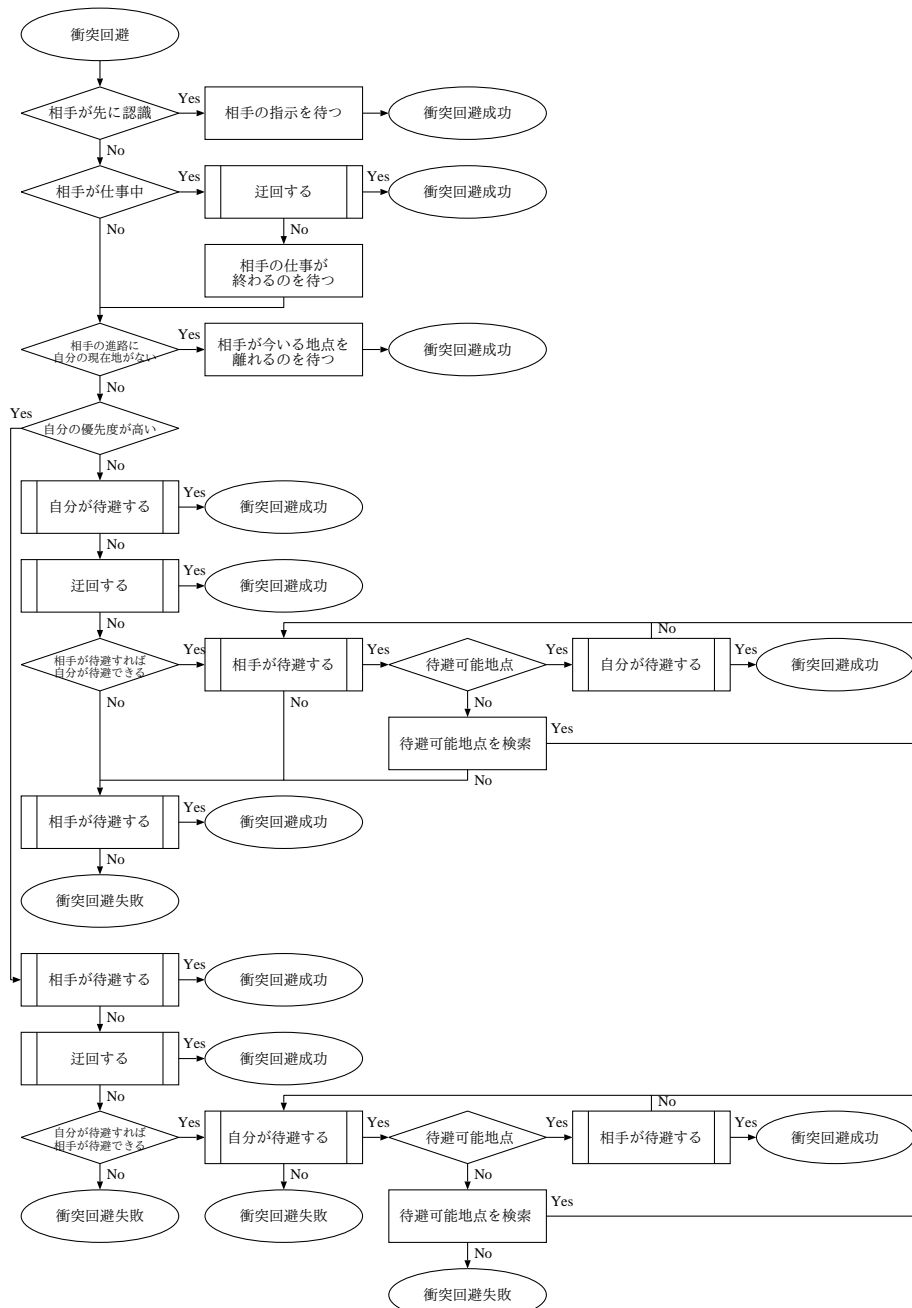 衝突回避
相手が先に認識
Yes
相手の指示を待つ
衝突回避成功
No
相手が仕事中
Yes
迂回する
Yes
衝突回避成功
No
No
相手の仕事が
終わるのを待つ
相手の進路に
自分の現在地がない
Yes
相手が今いる地点を
離れるのを待つ
衝突回避成功
No
Yes
自分の優先度が高い
No
自分が待避する
Yes
衝突回避成功
No
迂回する
Yes
衝突回避成功
No
相手が待避すれば
自分が待避できる
Yes
相手が待避する
Yes
待避可能地点
Yes
自分が待避する
Yes
衝突回避成功
No
No
No
No
待避可能地点を検索
Yes
No
相手が待避する
Yes
衝突回避成功
No
衝突回避失敗
相手が待避する
Yes
衝突回避成功
No
迂回する
Yes
衝突回避成功
No
自分が待避すれば
相手が待避できる
Yes
自分が待避する
Yes
待避可能地点
Yes
相手が待避する
Yes
衝突回避成功
No
No
No
No
衝突回避失敗
衝突回避失敗
待避可能地点を検索
Yes
No
衝突回避失敗